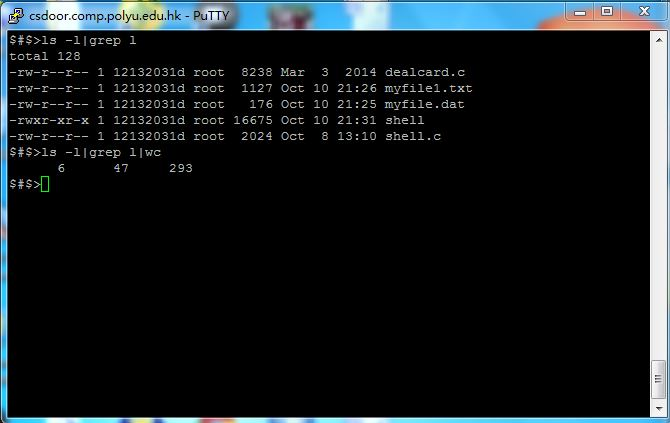 csdoor.comp.polyu.edu.hk - PuTTY
$#$>ls -l|grep l
total 128
-rw-r--r-- 1 12132031d root  8238 Mar  3  2014 dealcard.c
-rw-r--r-- 1 12132031d root  1127 Oct 10 21:26 myfile1.txt
-rw-r--r-- 1 12132031d root   176 Oct 10 21:25 myfile.dat
-rwxr-xr-x 1 12132031d root 16675 Oct 10 21:31 shell
-rw-r--r-- 1 12132031d root  2024 Oct  8 13:10 shell.c
$#$>ls -l|grep l|wc
      6      47     293
$#$>